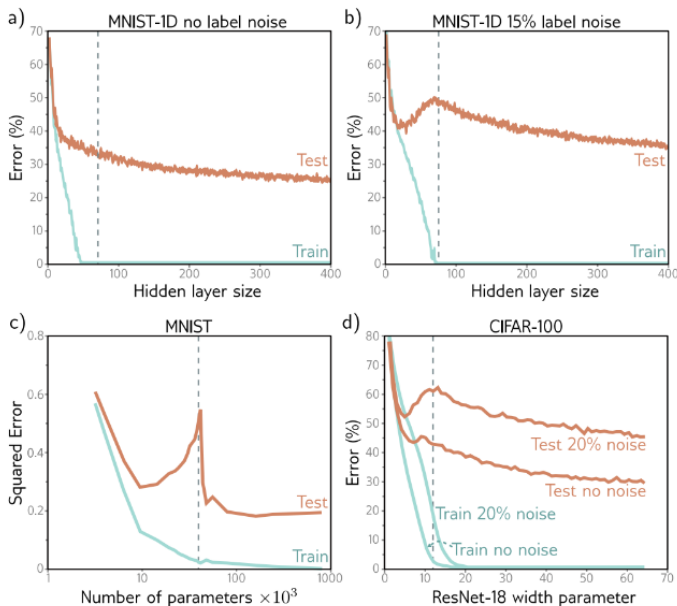 a) MNIST-1D no label noise
70
60
50
40
30
20
10
0
Error (%)
Test
Train
0 100 200 300 400
Hidden layer size
b) MNIST-1D 15% label noise
70
60
50
40
30
20
10
0
Error (%)
Test
Train
0 100 200 300 400
Hidden layer size
c) MNIST
0.8
0.6
0.4
0.2
0
Squared Error
Test
Train
1 10 100 1000
Number of parameters ×10³
d) CIFAR-100
80
70
60
50
40
30
20
10
0
Error (%)
Test 20% noise
Test no noise
Train 20% noise
Train no noise
0 10 20 30 40 50 60 70
ResNet-18 width parameter